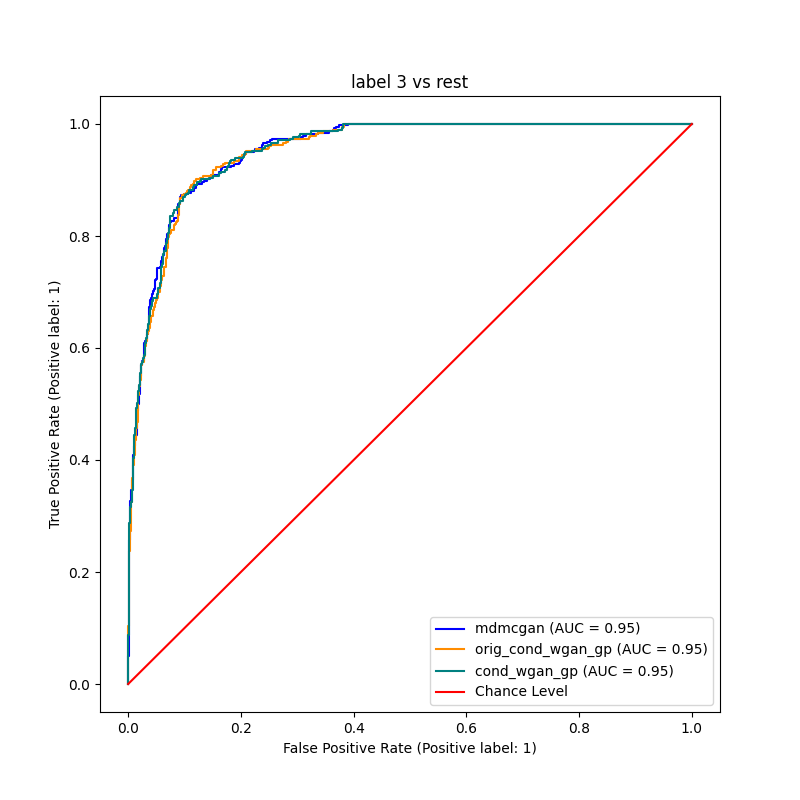 label 3 vs rest
1.0
0.8
0.6
0.4
0.2
0.0
True Positive Rate (Positive label: 1)
mdmcgan (AUC = 0.95)
orig_cond_wgan_gp (AUC = 0.95)
cond_wgan_gp (AUC = 0.95)
Chance Level
0.0 0.2 0.4 0.6 0.8 1.0
False Positive Rate (Positive label: 1)